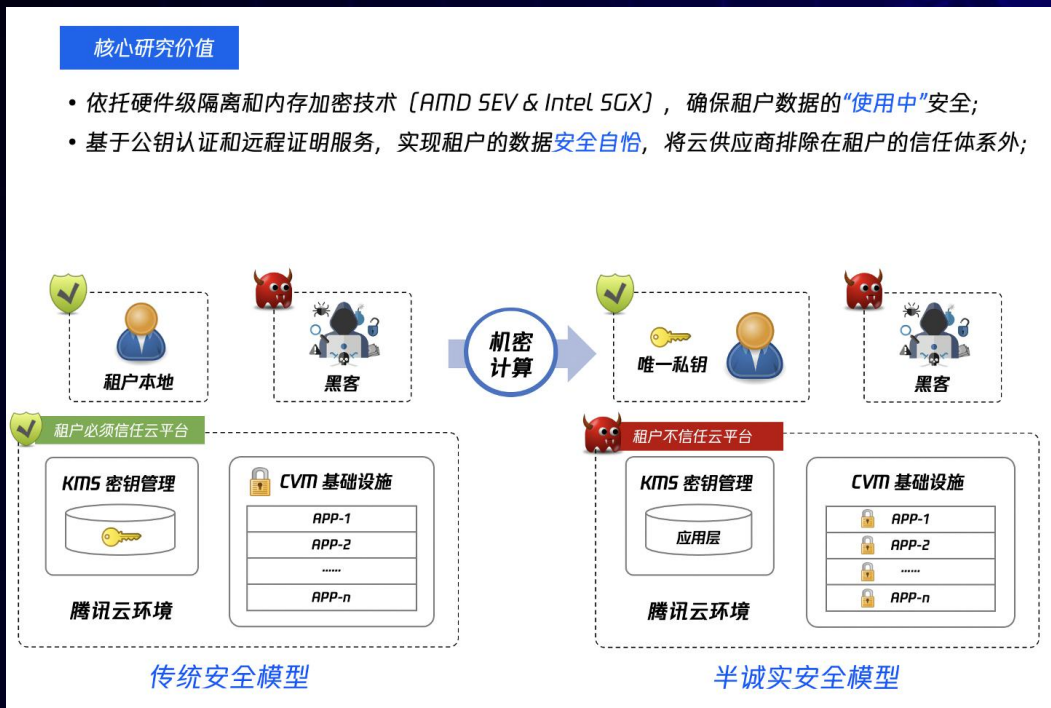 核心研究价值
• 依托硬件级隔离和内存加密技术（AMD SEV & Intel SGX），确保租户数据的“使用中”安全;
• 基于公钥认证和远程证明服务，实现租户的数据安全自恰，将云供应商排除在租户的信任体系外;
租户本地
黑客
机密
计算
唯一私钥
黑客
租户必须信任云平台
KMS 密钥管理
CVM 基础设施
APP-1
APP-2
······
APP-n
腾讯云环境
传统安全模型
租户不信任云平台
KMS 密钥管理
应用层
CVM 基础设施
APP-1
APP-2
······
APP-n
腾讯云环境
半诚实安全模型